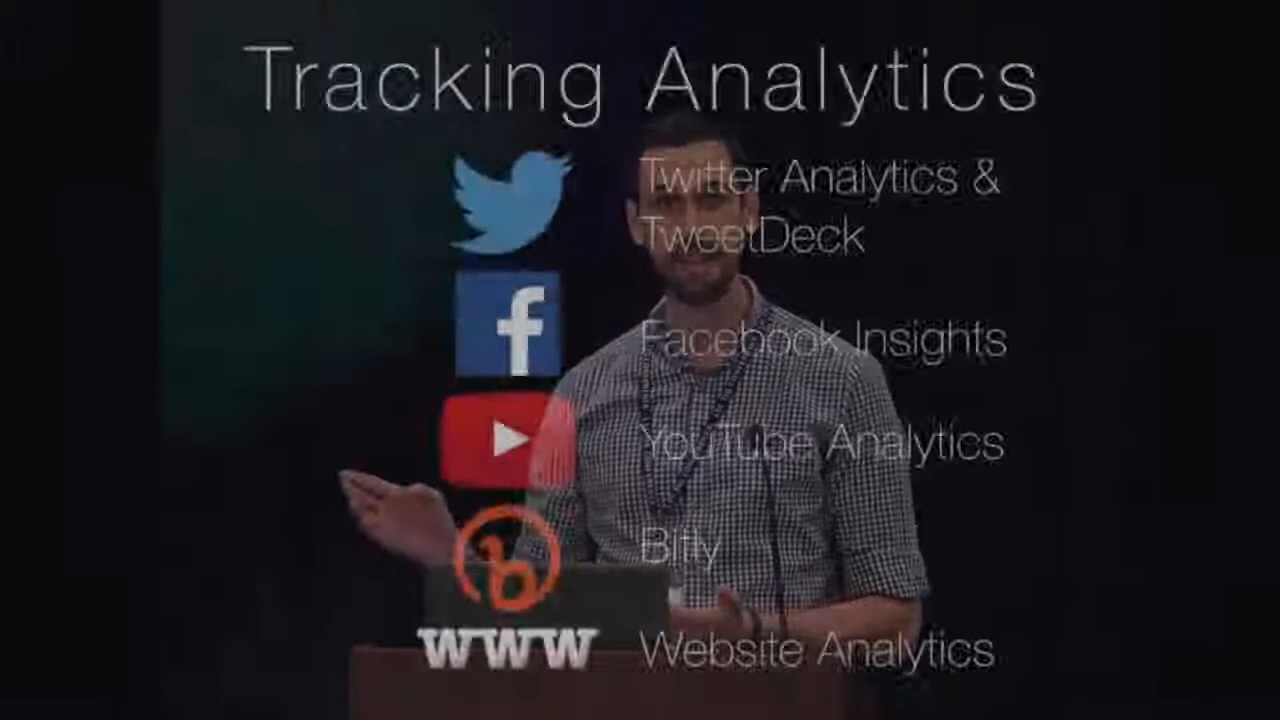 Tracking Analytics
Twitter Analytics &
TweetDeck
Facebook Insights
YouTube Analytics
Bitly
WWW Website Analytics